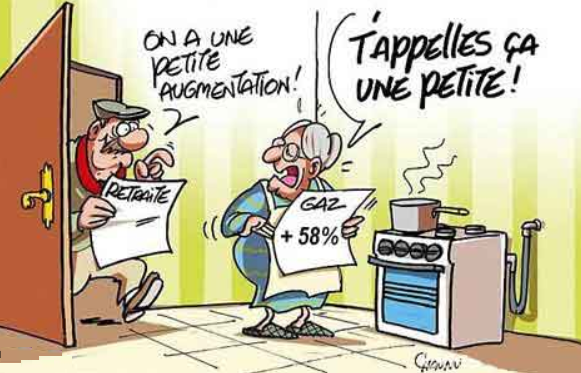 ON A UNE
PETITE
AUGMENTATION!
T'APPELLES ÇA
UNE PETITE!
RETRAITE
GAZ
+ 58%